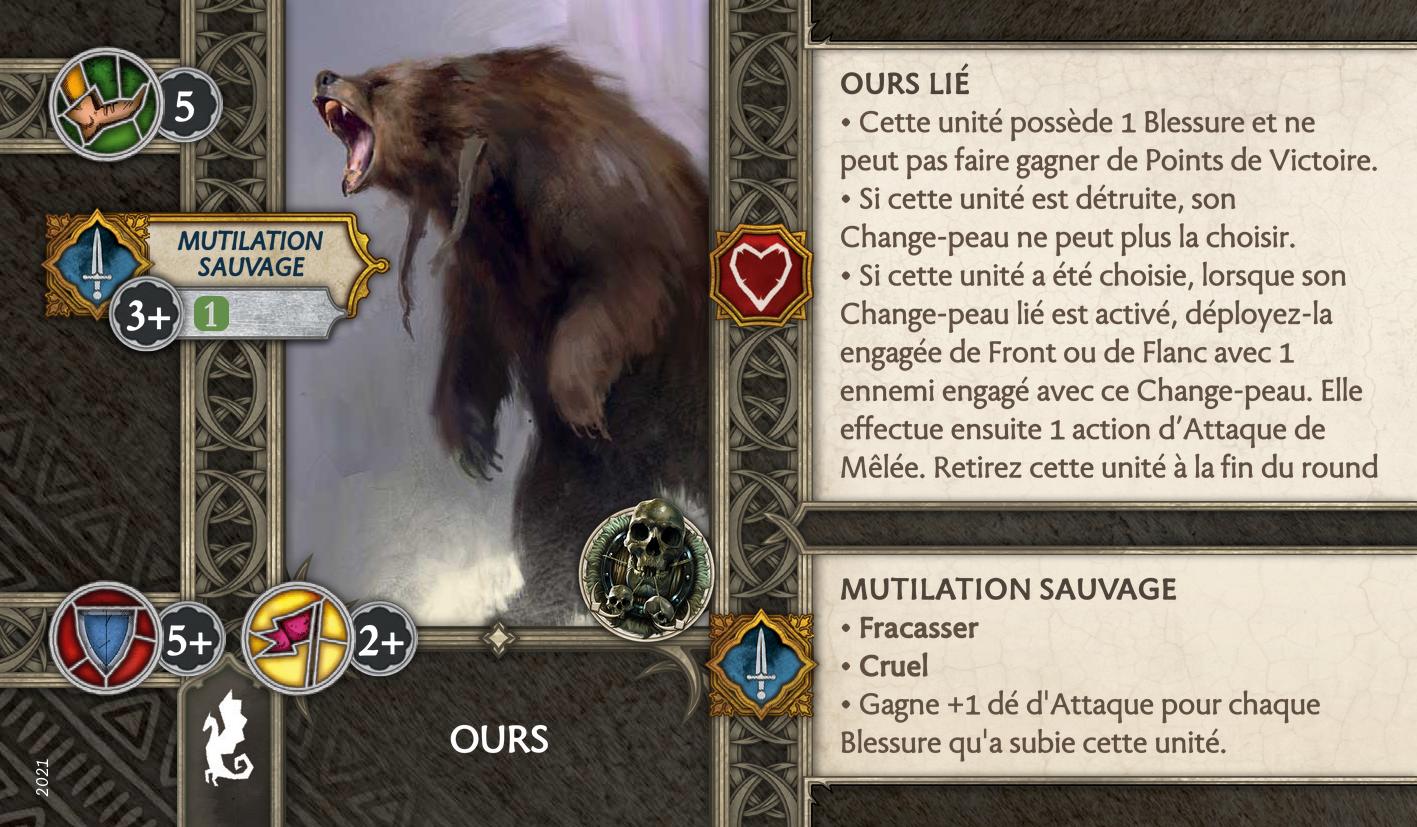 5
MUTILATION
SAUVAGE
3+
1
5+
2+
OURS
2021
OURS LIÉ
• Cette unité possède 1 Blessure et ne
peut pas faire gagner de Points de Victoire.
• Si cette unité est détruite, son
Change-peau ne peut plus la choisir.
• Si cette unité a été choisie, lorsque son
Change-peau lié est activé, déployez-la
engagée de Front ou de Flanc avec 1
ennemi engagé avec ce Change-peau. Elle
effectue ensuite 1 action d’Attaque de
Mêlée. Retirez cette unité à la fin du round
MUTILATION SAUVAGE
• Fracasser
• Cruel
• Gagne +1 dé d'Attaque pour chaque
Blessure qu'a subie cette unité.